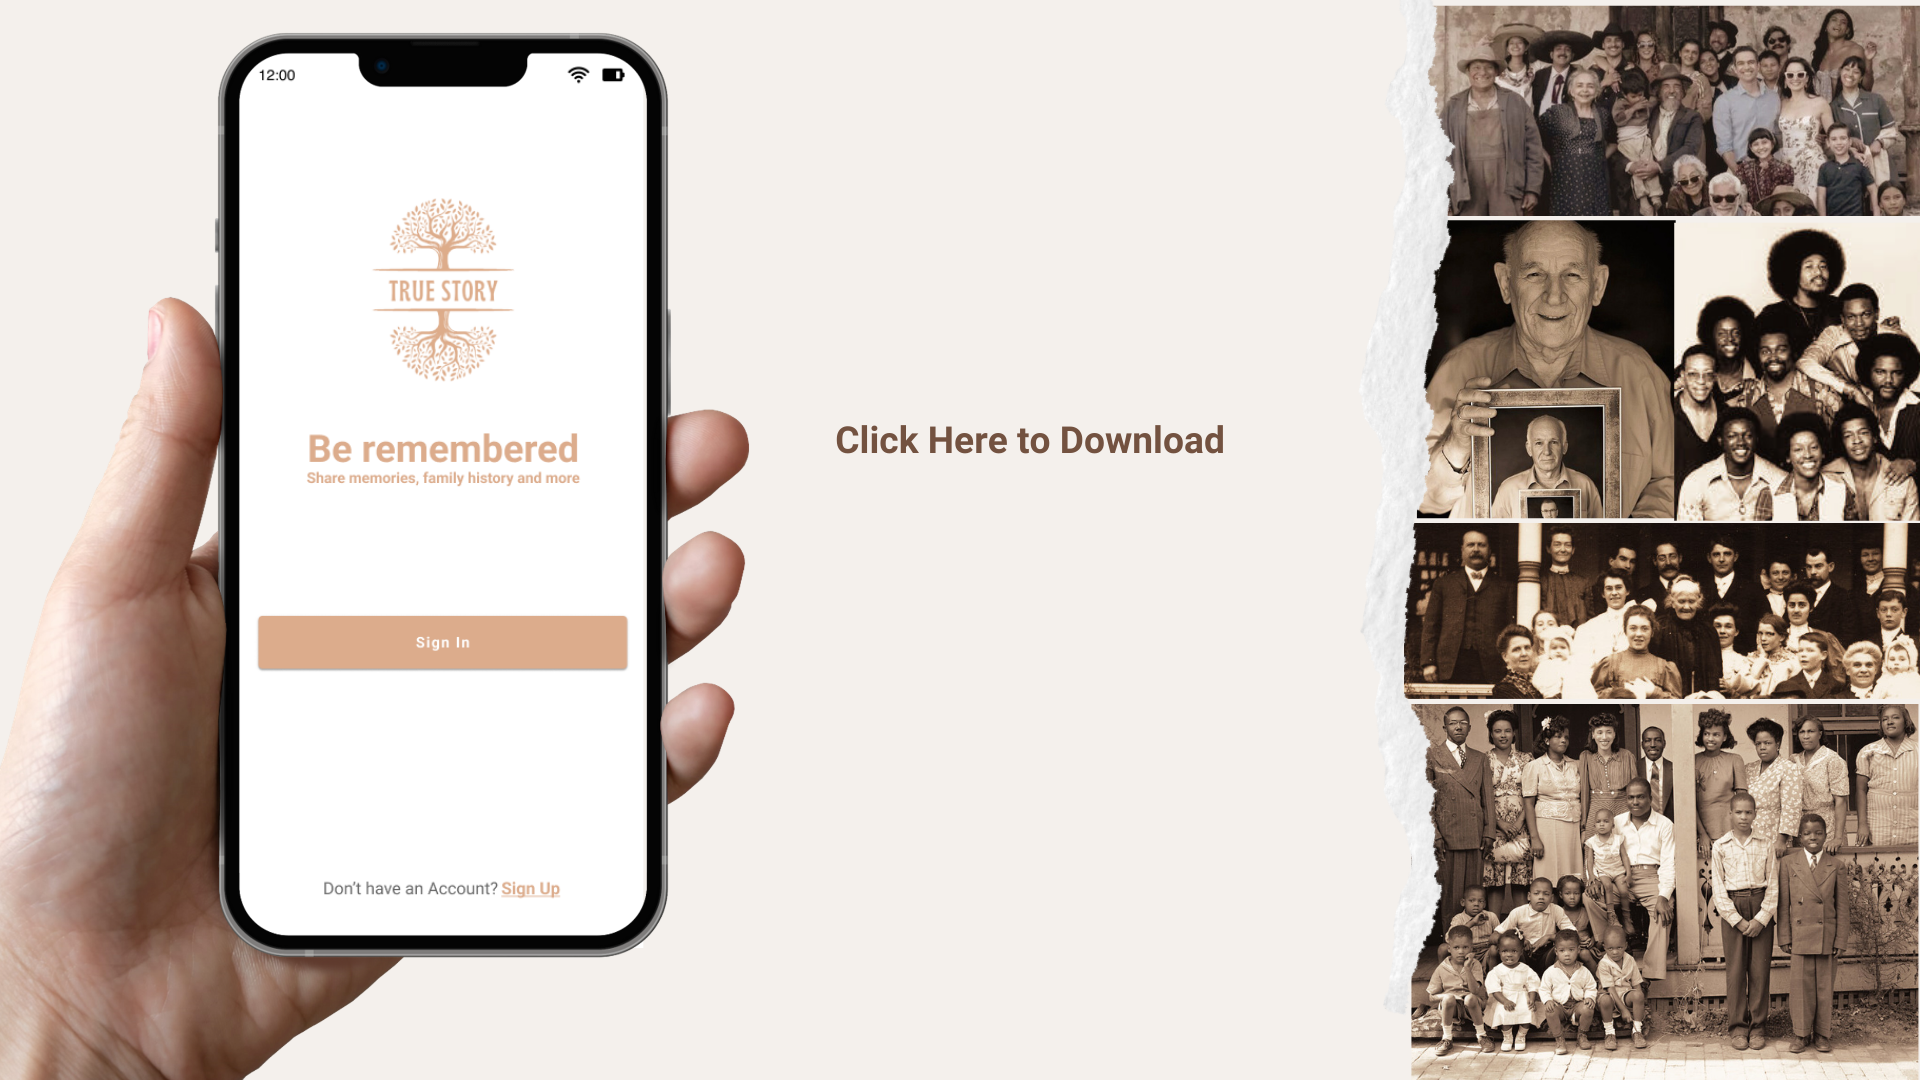 12:00
TRUE STORY
Be remembered
Share memories, family history and more
Sign In
Don't have an Account? Sign Up
Click Here to Download